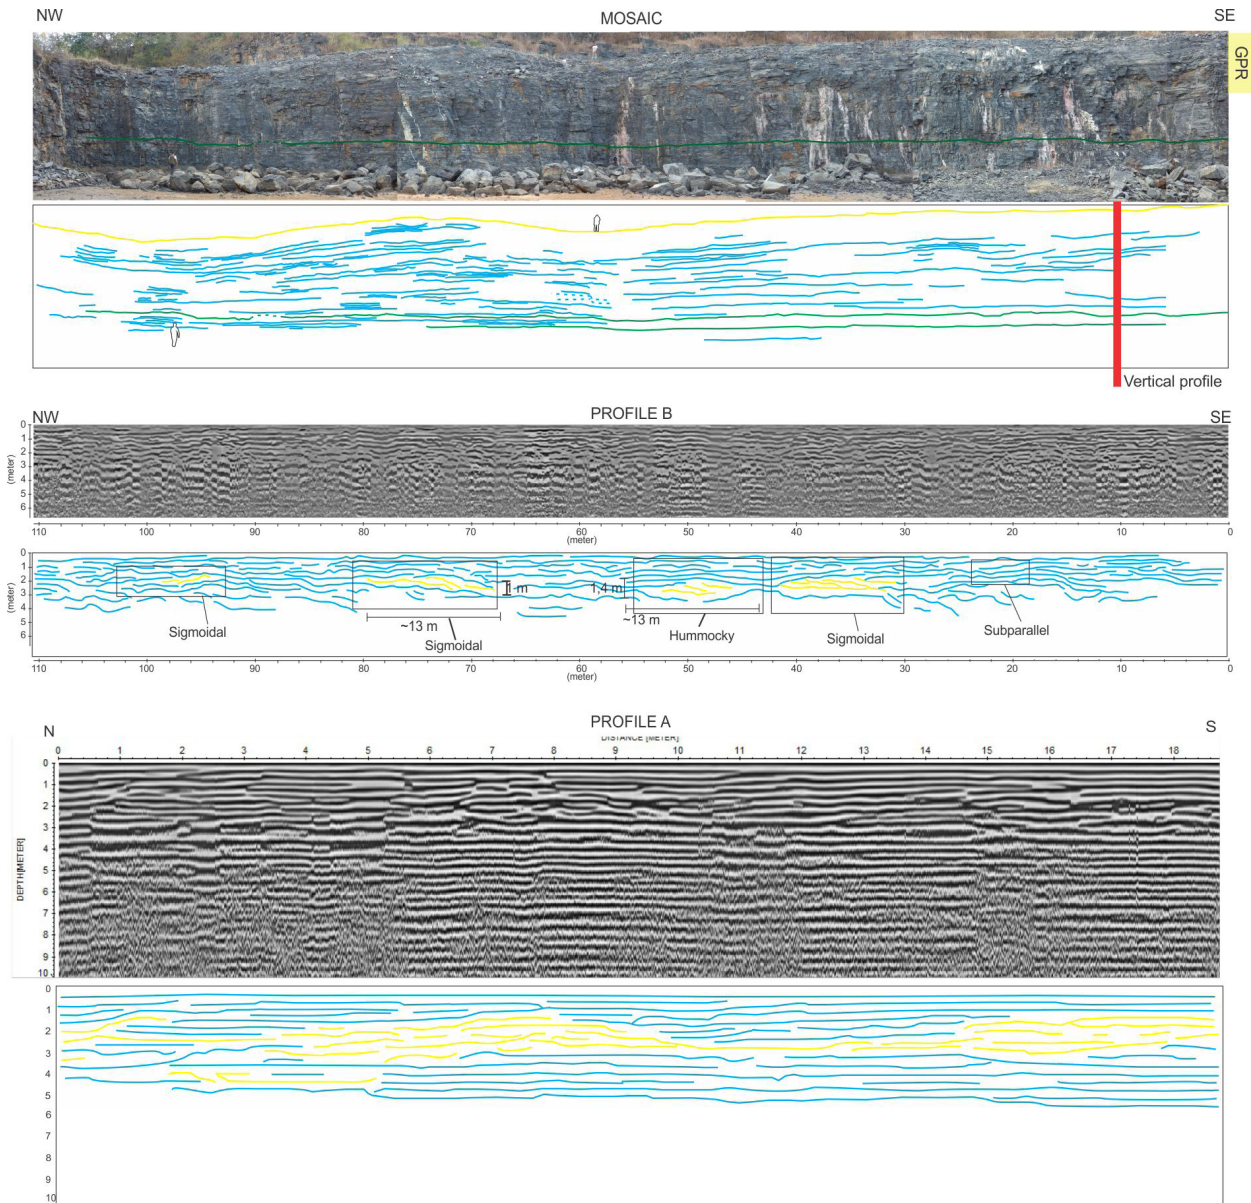 NW MOSAIC SE
GPR
Vertical profile
NW PROFILE B SE
0
1
2
3
4
5
6
(meter)
110 100 90 80 70 60 50 40 30 20 10 0
(meter)
0
1
2
3
4
5
6
(meter)
1 m 1,4 m
~13 m ~13 m
Sigmoidal Sigmoidal Hummocky Sigmoidal Subparallel
110 100 90 80 70 60 50 40 30 20 10 0
(meter)
N PROFILE A S
DISTANCE [METER]
0 1 2 3 4 5 6 7 8 9 10 11 12 13 14 15 16 17 18
0
1
2
3
4
5
6
7
8
9
10
DEPTH[METER]
0
1
2
3
4
5
6
7
8
9
10